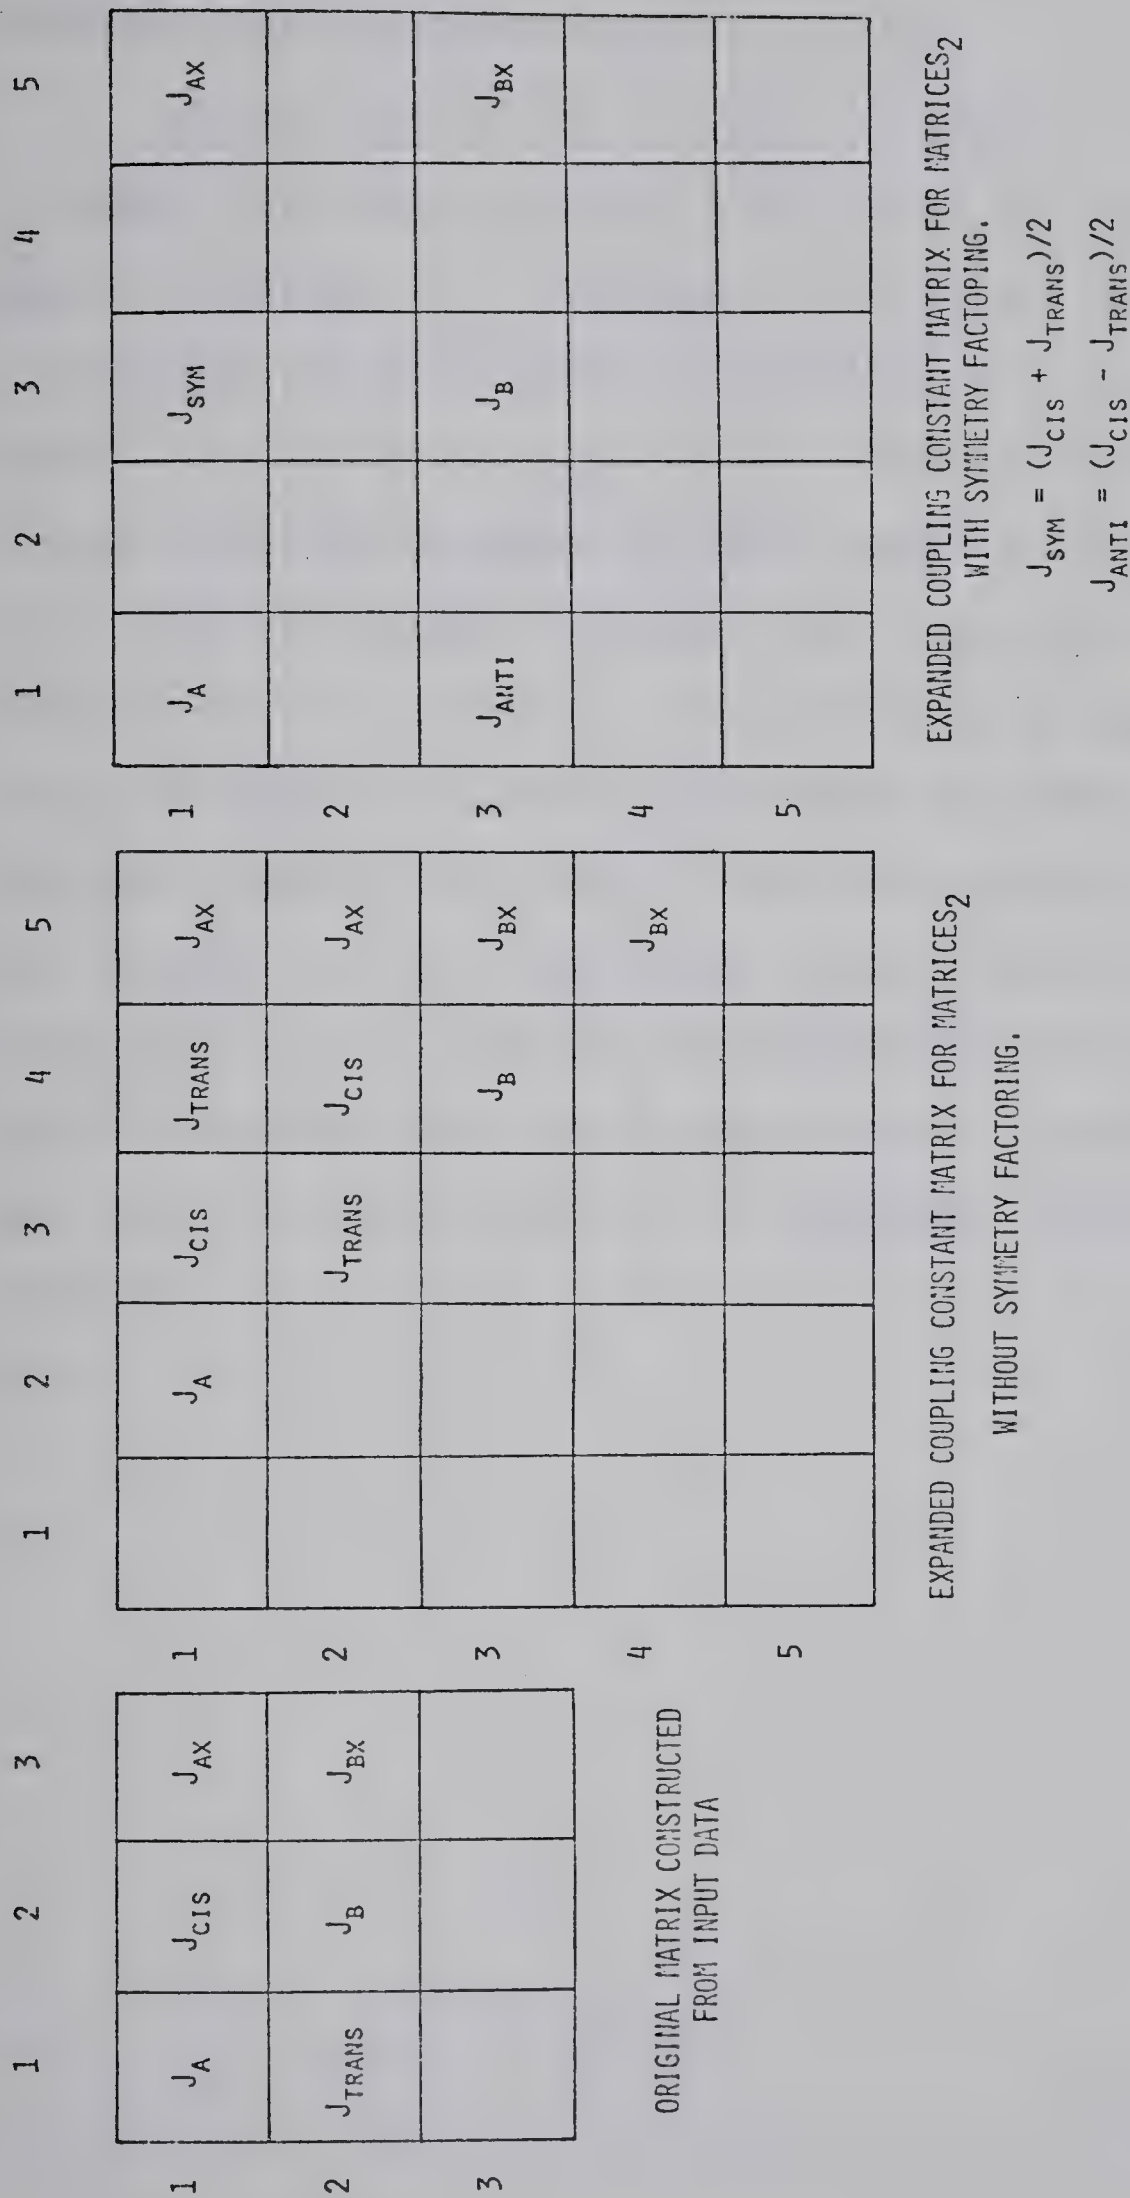 1 2 3
1 J_A J_CIS J_AX
2 J_TRANS J_B J_BX
3
ORIGINAL MATRIX CONSTRUCTED
FROM INPUT DATA
1 2 3 4 5
1 J_A J_CIS J_TRANS J_AX
2 J_TRANS J_CIS J_AX
3 J_B J_BX
4 J_BX
5
EXPANDED COUPLING CONSTANT MATRIX FOR MATRICES2
WITHOUT SYMMETRY FACTORING.
1 2 3 4 5
1 J_A J_SYM J_AX
2
3 J_ANTI J_B J_BX
4
5
EXPANDED COUPLING CONSTANT MATRIX FOR MATRICES2
WITH SYMMETRY FACTOPING.
J_SYM = (J_CIS + J_TRANS)/2
J_ANTI = (J_CIS - J_TRANS)/2